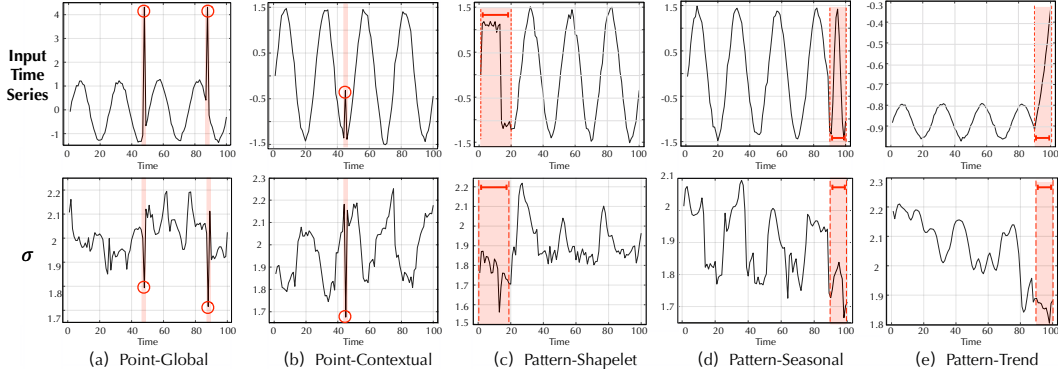 Input
Time
Series
4
3
2
1
0
-1
0 20 40 60 80 100
Time
1.5
0.5
-0.5
-1.5
0 20 40 60 80 100
Time
1.5
0.5
-0.5
-1.5
0 20 40 60 80 100
Time
1.5
0.5
-0.5
-1.5
0 20 40 60 80 100
Time
-0.3
-0.4
-0.5
-0.6
-0.7
-0.8
-0.9
0 20 40 60 80 100
Time
σ
2.2
2.1
2
1.9
1.8
1.7
0 20 40 60 80 100
Time
2.2
2.1
2
1.9
1.8
1.7
0 20 40 60 80 100
Time
2.2
2.1
2
1.9
1.8
1.7
1.6
1.5
0 20 40 60 80 100
Time
2.1
2
1.9
1.8
1.7
0 20 40 60 80 100
Time
2.3
2.2
2.1
2
1.9
1.8
0 20 40 60 80 100
Time
(a) Point-Global
(b) Point-Contextual
(c) Pattern-Shapelet
(d) Pattern-Seasonal
(e) Pattern-Trend